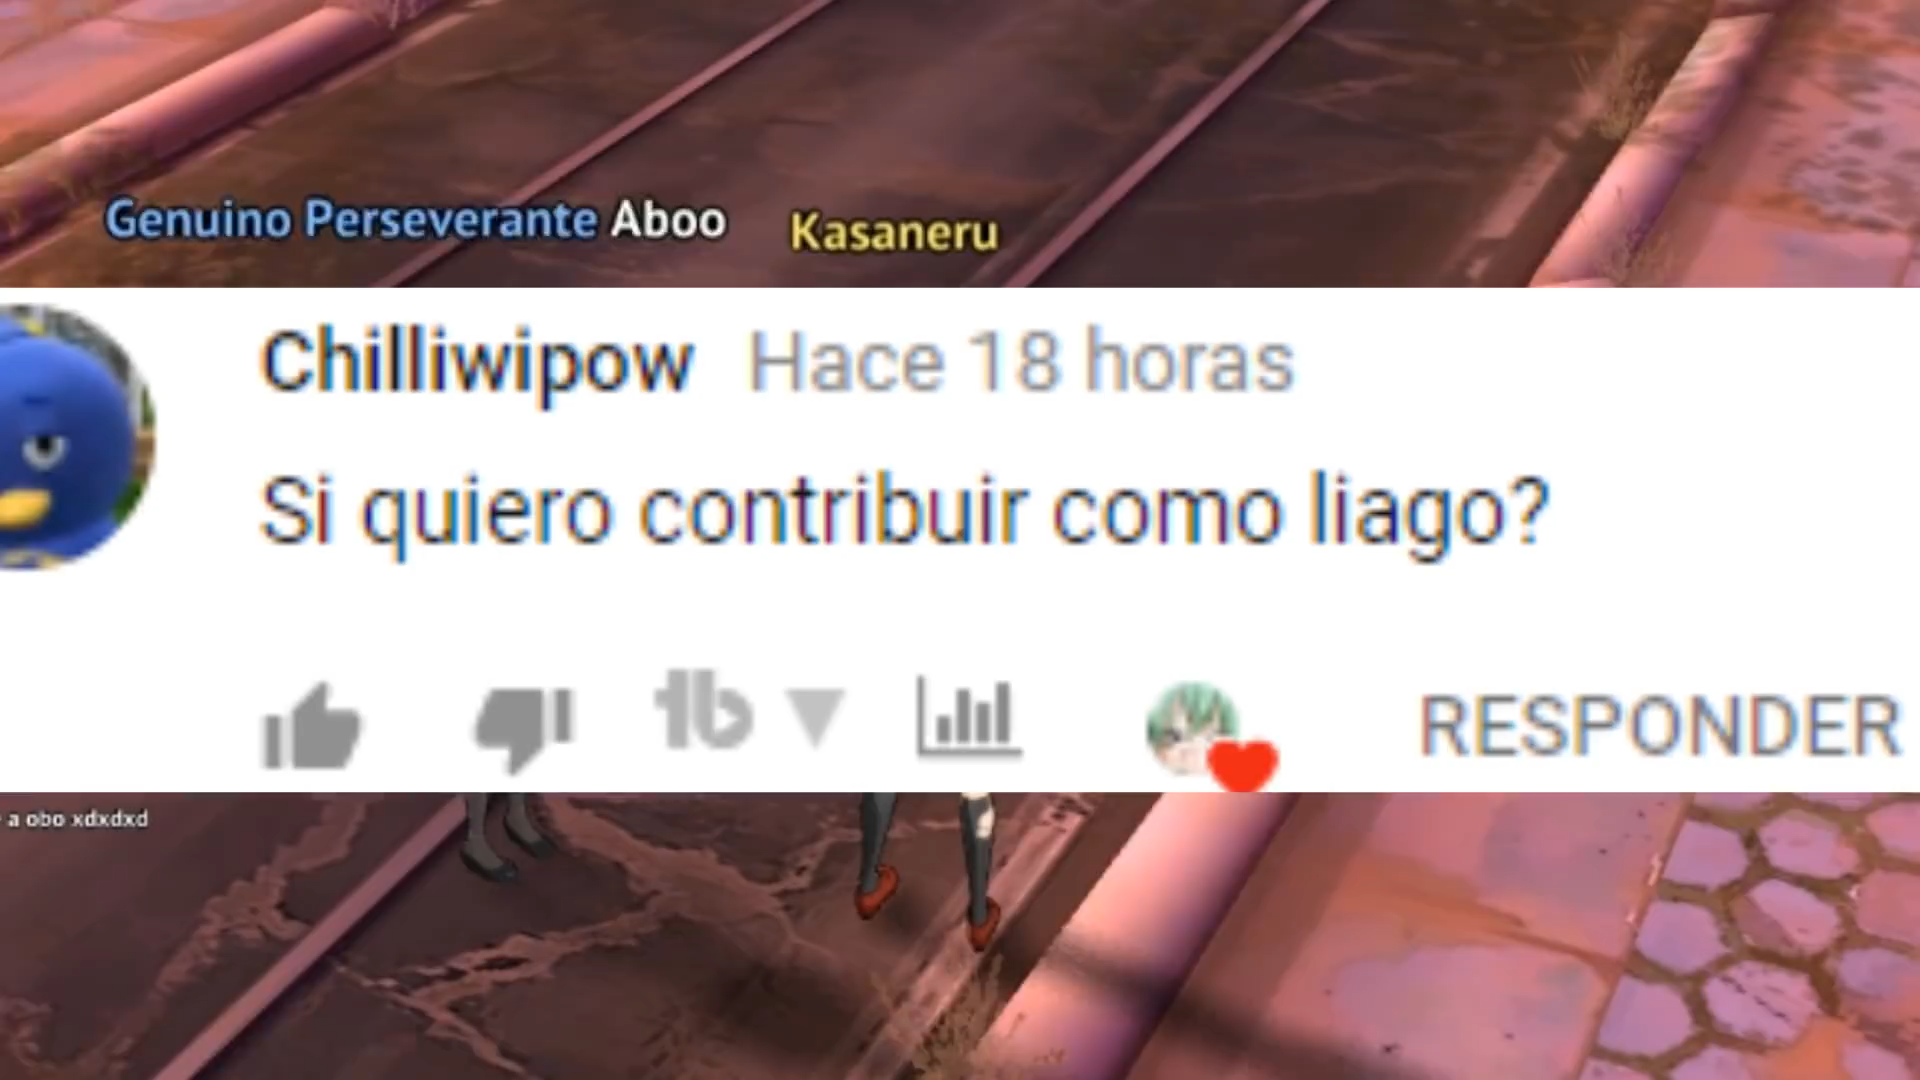 Genuino Perseverante Aboo
Kasaneru
Chilliwipow Hace 18 horas
Si quiero contribuir como liago?
RESPONDER
a obo xdxdxd